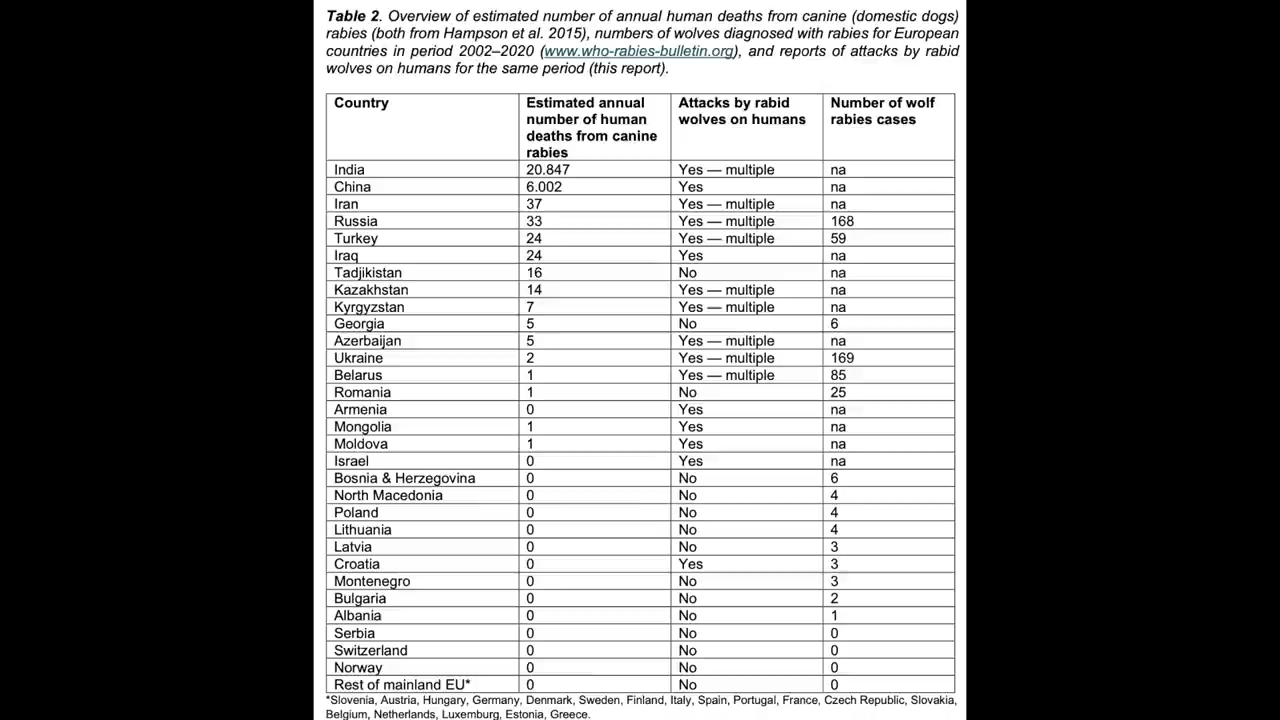 Table 2. Overview of estimated number of annual human deaths from canine (domestic dogs)
rabies (both from Hampson et al. 2015), numbers of wolves diagnosed with rabies for European
countries in period 2002–2020 (www.who-rabies-bulletin.org), and reports of attacks by rabid
wolves on humans for the same period (this report).
Country Estimated annual number of human deaths from canine rabies Attacks by rabid wolves on humans Number of wolf rabies cases
India 20.847 Yes — multiple na
China 6.002 Yes na
Iran 37 Yes — multiple na
Russia 33 Yes — multiple 168
Turkey 24 Yes — multiple 59
Iraq 24 Yes na
Tadjikistan 16 No na
Kazakhstan 14 Yes — multiple na
Kyrgyzstan 7 Yes — multiple na
Georgia 5 No 6
Azerbaijan 5 Yes — multiple na
Ukraine 2 Yes — multiple 169
Belarus 1 Yes — multiple 85
Romania 1 No 25
Armenia 0 Yes na
Mongolia 1 Yes na
Moldova 1 Yes na
Israel 0 Yes na
Bosnia & Herzegovina 0 No 6
North Macedonia 0 No 4
Poland 0 No 4
Lithuania 0 No 4
Latvia 0 No 3
Croatia 0 Yes 3
Montenegro 0 No 3
Bulgaria 0 No 2
Albania 0 No 1
Serbia 0 No 0
Switzerland 0 No 0
Norway 0 No 0
Rest of mainland EU* 0 No 0
*Slovenia, Austria, Hungary, Germany, Denmark, Sweden, Finland, Italy, Spain, Portugal, France, Czech Republic, Slovakia,
Belgium, Netherlands, Luxemburg, Estonia, Greece.